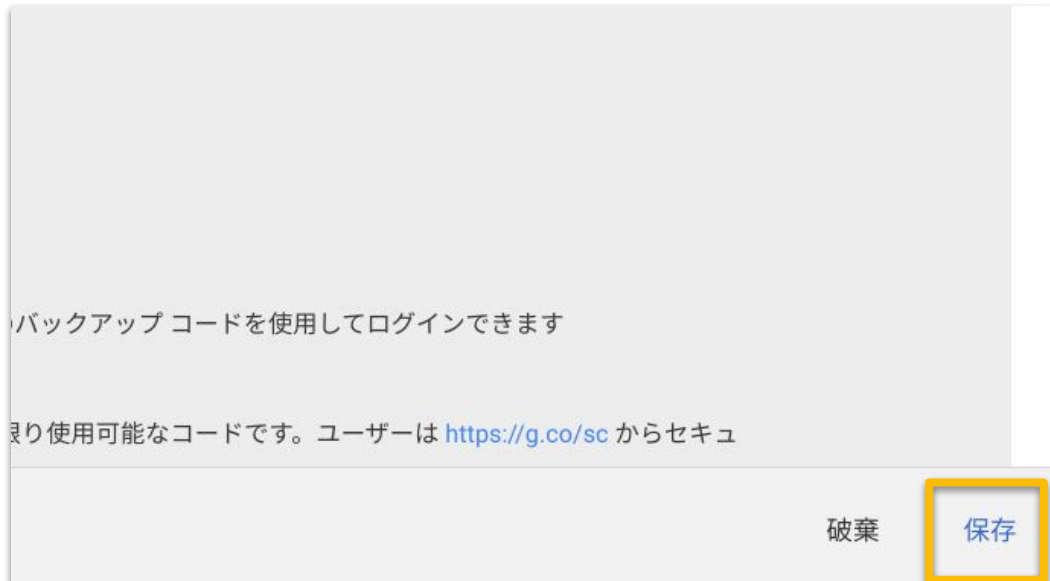 バックアップ コードを使用してログインできます
り使用可能なコードです。ユーザーは https://g.co/sc からセキュ
破棄
保存